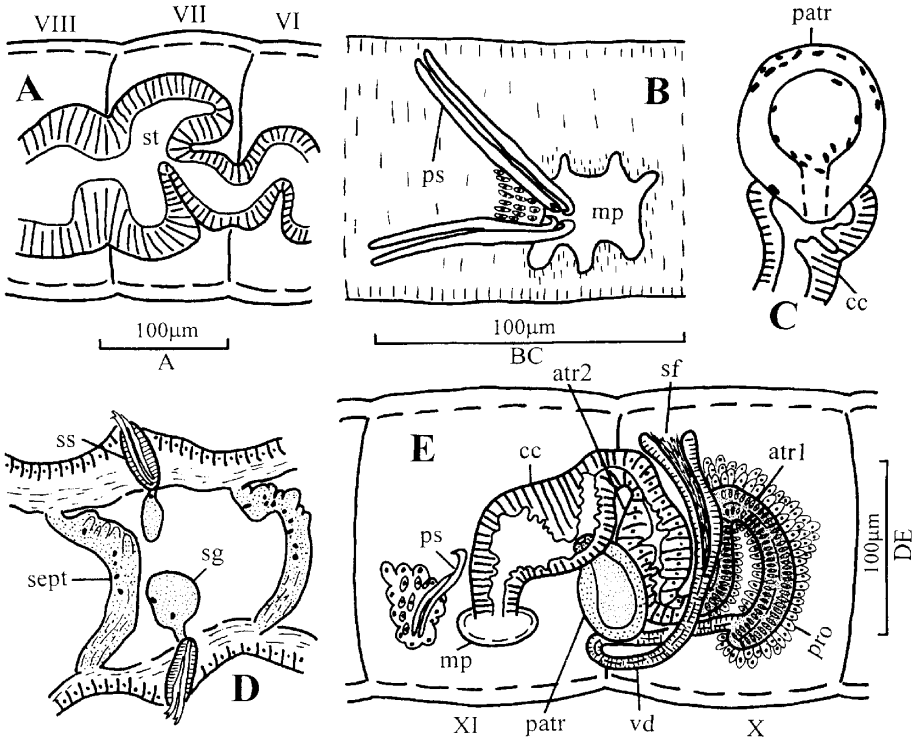 VIII VII VI
A
st
100µm
A
B
ps
mp
100µm
BC
patr
C
cc
ss
sg
sept
D
atr2
sf
E
cc
atr1
ps
mp
pro
XI
patr
vd
X
100µm
DE